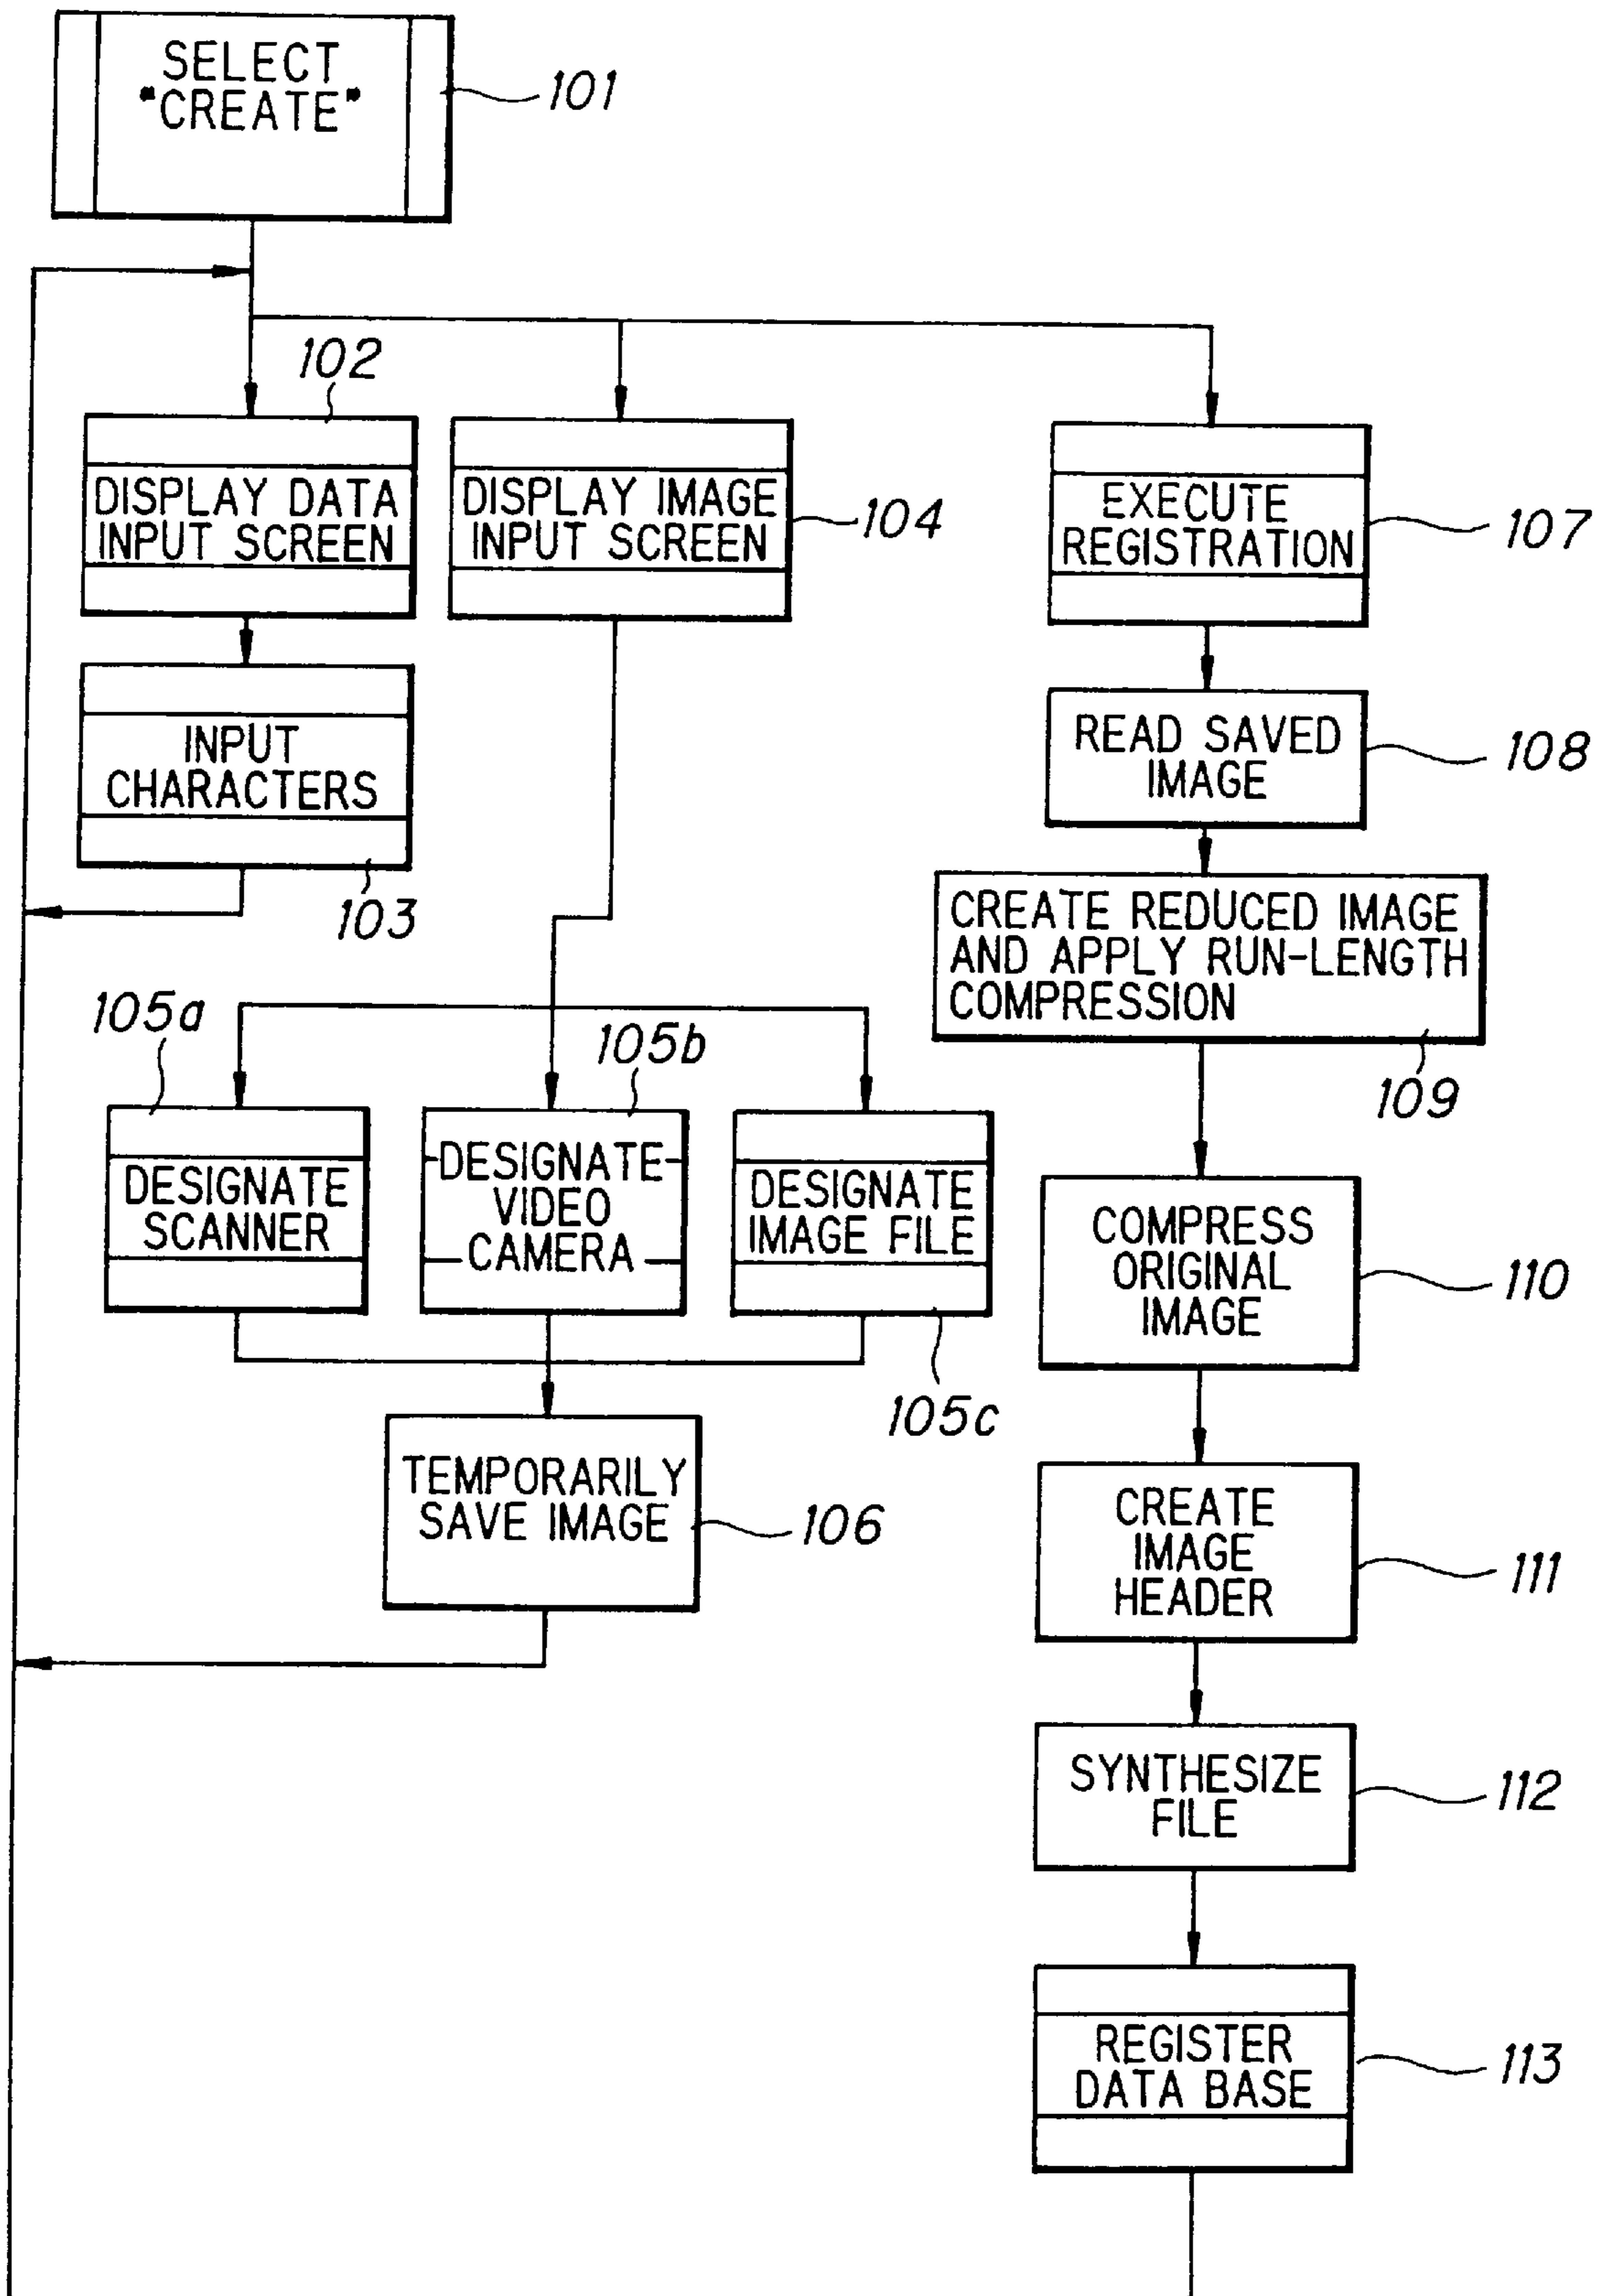 SELECT
"CREATE"
101
102
DISPLAY DATA
INPUT SCREEN
DISPLAY IMAGE
INPUT SCREEN
104
EXECUTE
REGISTRATION
107
INPUT
CHARACTERS
103
READ SAVED
IMAGE
108
CREATE REDUCED IMAGE
AND APPLY RUN-LENGTH
COMPRESSION
109
105a
DESIGNATE
SCANNER
105b
DESIGNATE
VIDEO
CAMERA
DESIGNATE
IMAGE FILE
105c
COMPRESS
ORIGINAL
IMAGE
110
TEMPORARILY
SAVE IMAGE
106
CREATE
IMAGE
HEADER
111
SYNTHESIZE
FILE
112
REGISTER
DATA BASE
113